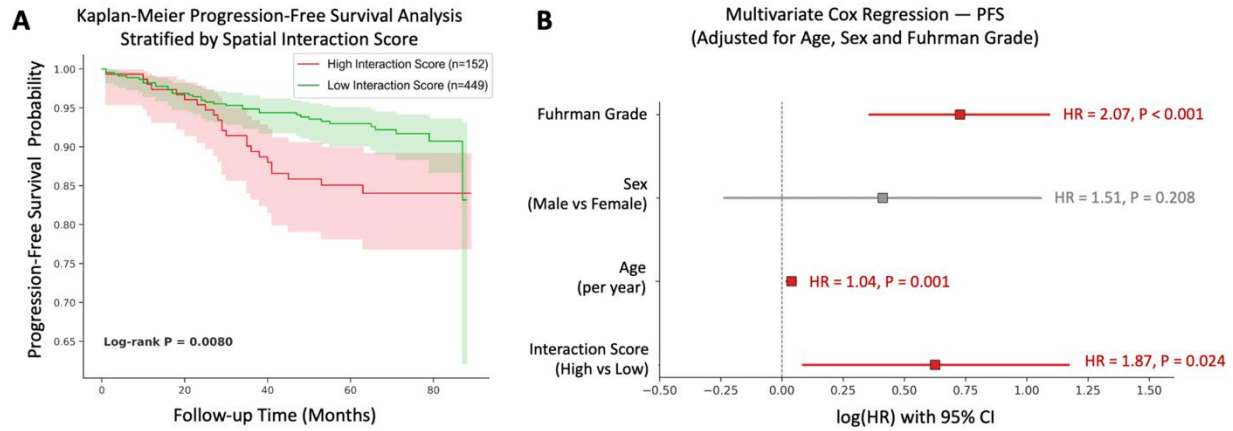 A
Kaplan-Meier Progression-Free Survival Analysis
Stratified by Spatial Interaction Score
Progression-Free Survival Probability
1.00
0.95
0.90
0.85
0.80
0.75
0.70
0.65
High Interaction Score (n=152)
Low Interaction Score (n=449)
Log-rank P = 0.0080
0
20
40
60
80
Follow-up Time (Months)
B
Multivariate Cox Regression — PFS
(Adjusted for Age, Sex and Fuhrman Grade)
Fuhrman Grade
HR = 2.07, P < 0.001
Sex
(Male vs Female)
HR = 1.51, P = 0.208
Age
(per year)
HR = 1.04, P = 0.001
Interaction Score
(High vs Low)
HR = 1.87, P = 0.024
−0.50
−0.25
0.00
0.25
0.50
0.75
1.00
1.25
1.50
log(HR) with 95% CI